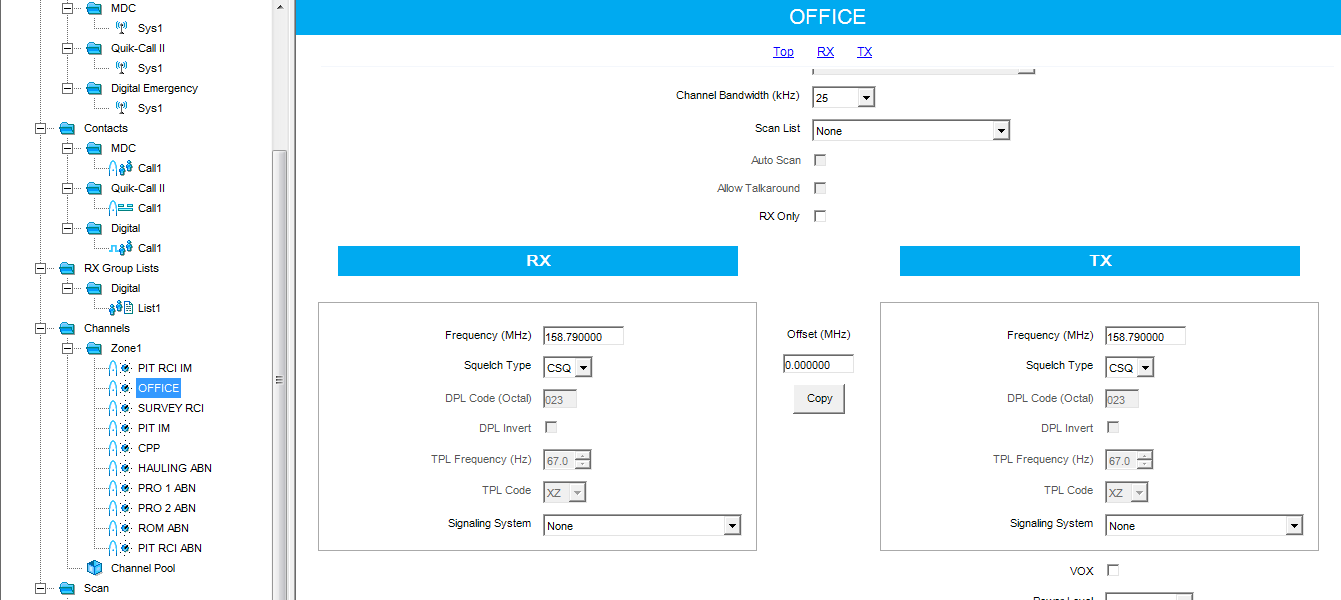 MDC
Sys1
Quik-Call II
Sys1
Digital Emergency
Sys1
Contacts
MDC
Call1
Quik-Call II
Call1
Digital
Call1
RX Group Lists
Digital
List1
Channels
Zone1
PIT RCI IM
OFFICE
SURVEY RCI
PIT IM
CPP
HAULING ABN
PRO 1 ABN
PRO 2 ABN
ROM ABN
PIT RCI ABN
Channel Pool
Scan
OFFICE
Top RX TX
Channel Bandwidth (kHz) 25
Scan List None
Auto Scan
Allow Talkaround
RX Only
RX
Frequency (MHz) 158.790000
Squelch Type CSQ
DPL Code (Octal) 023
DPL Invert
TPL Frequency (Hz) 67.0
TPL Code XZ
Signaling System None
Offset (MHz)
0.000000
Copy
TX
Frequency (MHz) 158.790000
Squelch Type CSQ
DPL Code (Octal) 023
DPL Invert
TPL Frequency (Hz) 67.0
TPL Code XZ
Signaling System None
VOX
Power Level